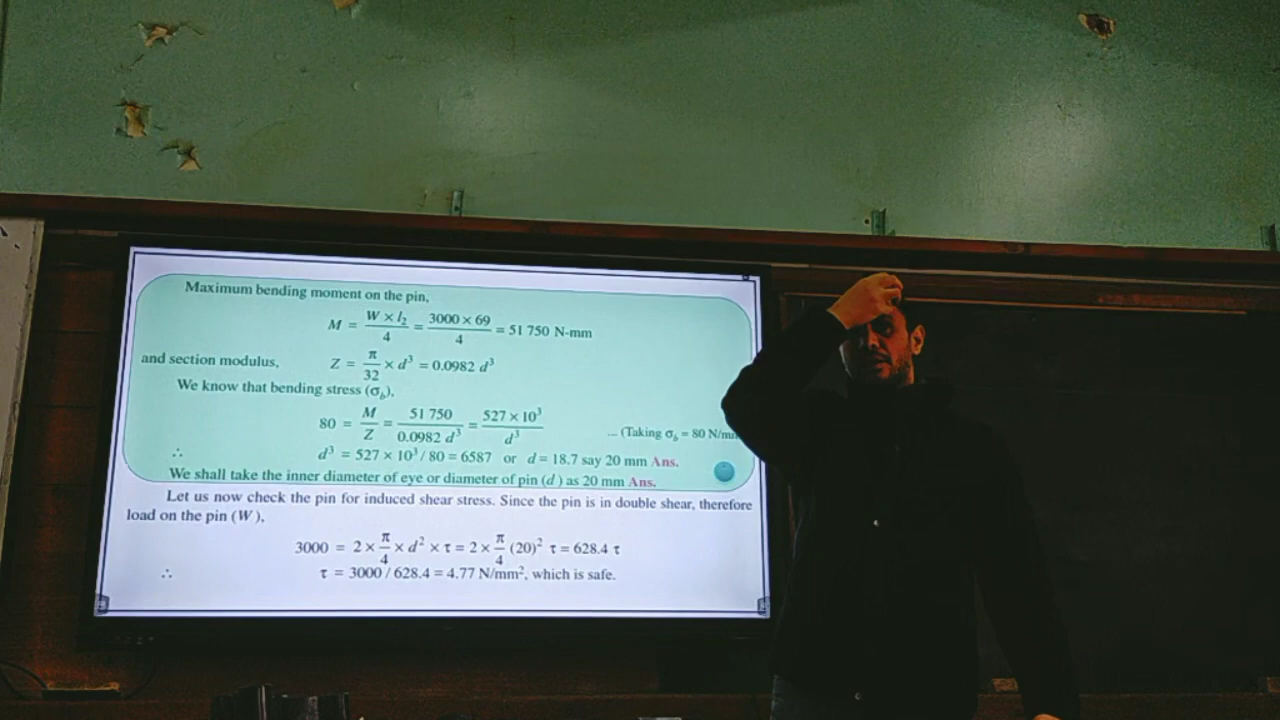 Maximum bending moment on the pin,
M = W × l₂ / 4 = 3000 × 69 / 4 = 51 750 N-mm
and section modulus, Z = π / 32 × d³ = 0.0982 d³
We know that bending stress (σ_b),
80 = M / Z = 51 750 / 0.0982 d³ = 527 × 10³ / d³ ... (Taking σ_b = 80 N/mm
∴ d³ = 527 × 10³ / 80 = 6587 or d = 18.7 say 20 mm Ans.
We shall take the inner diameter of eye or diameter of pin (d) as 20 mm Ans.
Let us now check the pin for induced shear stress. Since the pin is in double shear, therefore
load on the pin (W),
3000 = 2 × π / 4 × d² × τ = 2 × π / 4 (20)² τ = 628.4 τ
∴ τ = 3000 / 628.4 = 4.77 N/mm², which is safe.